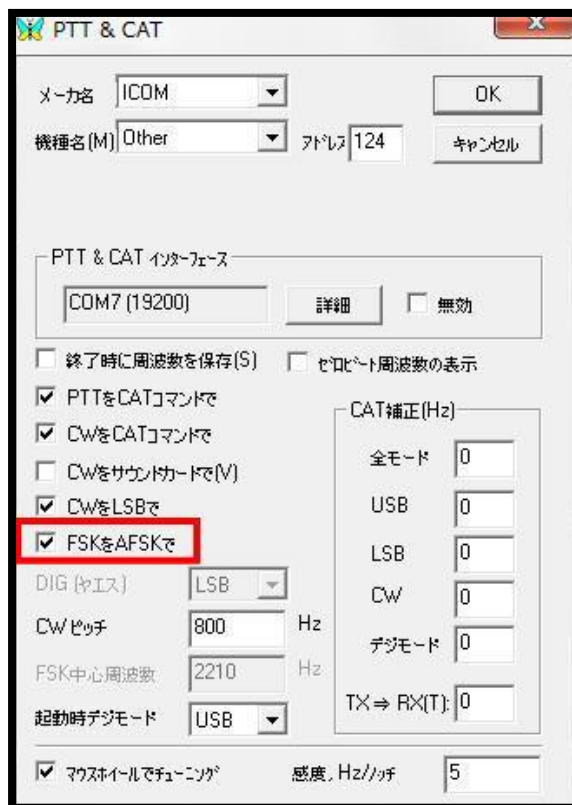 PTT & CAT
メーカ名 ICOM OK
機種名(M) Other アドレス 124 キャンセル
PTT & CAT インターフェース
COM7 (19200) 詳細 無効
終了時に周波数を保存(S) ゼロビート周波数の表示
PTTをCATコマンドで
CAT補正(Hz)
CWをCATコマンドで
全モード 0
CWをサウンドカードで(V)
CWをLSBで USB 0
FSKをAFSKで
LSB 0
DIG (ヤエス) LSB
CW 0
CWピッチ 800 Hz
デジモード 0
FSK中心周波数 2210 Hz
TX⇒RX(T): 0
起動時デジモード USB
マウスホイールでチューニング 感度, Hz/ノッチ 5